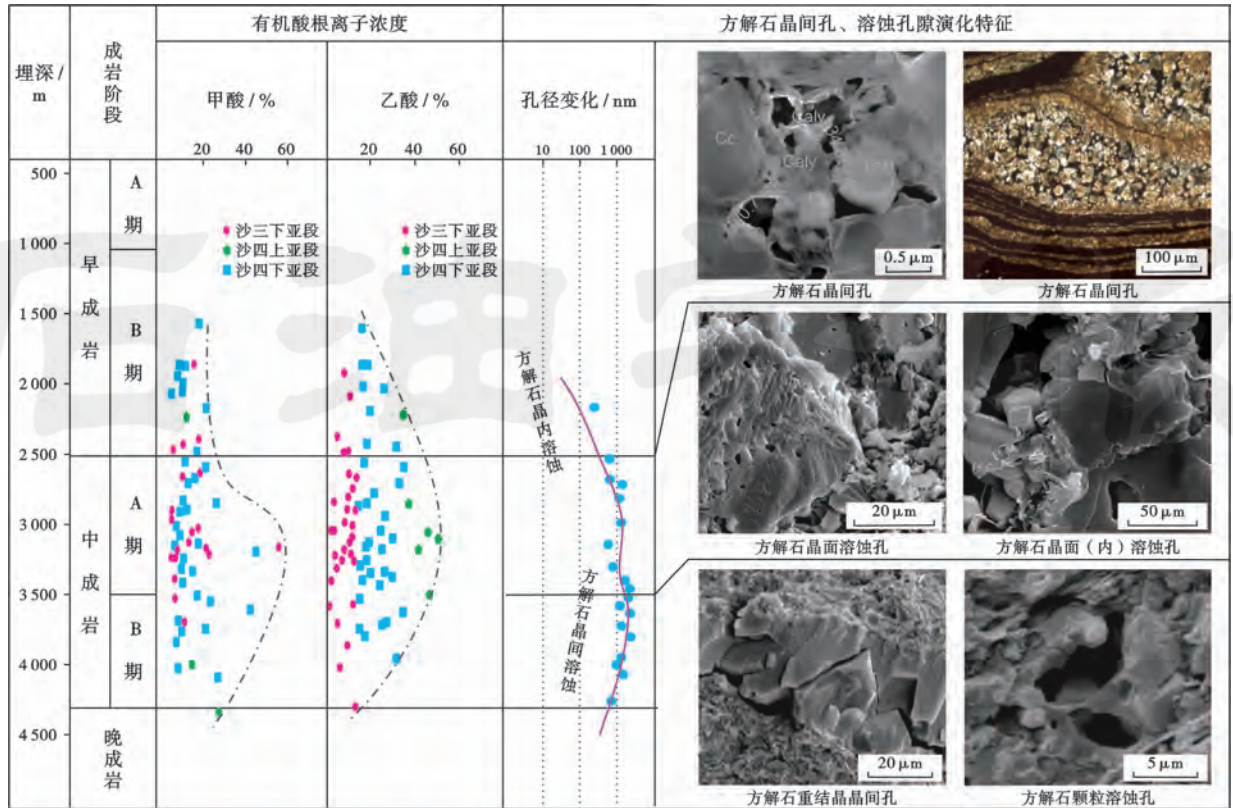 有机酸根离子浓度
方解石晶间孔、溶蚀孔隙演化特征
埋深 /
m
成
岩
阶
段
甲酸 / %
乙酸 / %
孔径变化 / nm
20 40 60
20 40 60
10 100 1 000
500
1 000
1 500
2 000
2 500
3 000
3 500
4 000
4 500
早
成
岩
A
期
B
期
中
成
岩
A
期
B
期
晚
成
岩
沙三下亚段
沙四上亚段
沙四下亚段
沙三下亚段
沙四上亚段
沙四下亚段
方解石晶内溶蚀
方解石晶间溶蚀
Caly
Cc
Caly
0.5 μm
方解石晶间孔
100 μm
方解石晶间孔
20 μm
方解石晶面溶蚀孔
50 μm
方解石晶面（内）溶蚀孔
20 μm
方解石重结晶晶间孔
5 μm
方解石颗粒溶蚀孔